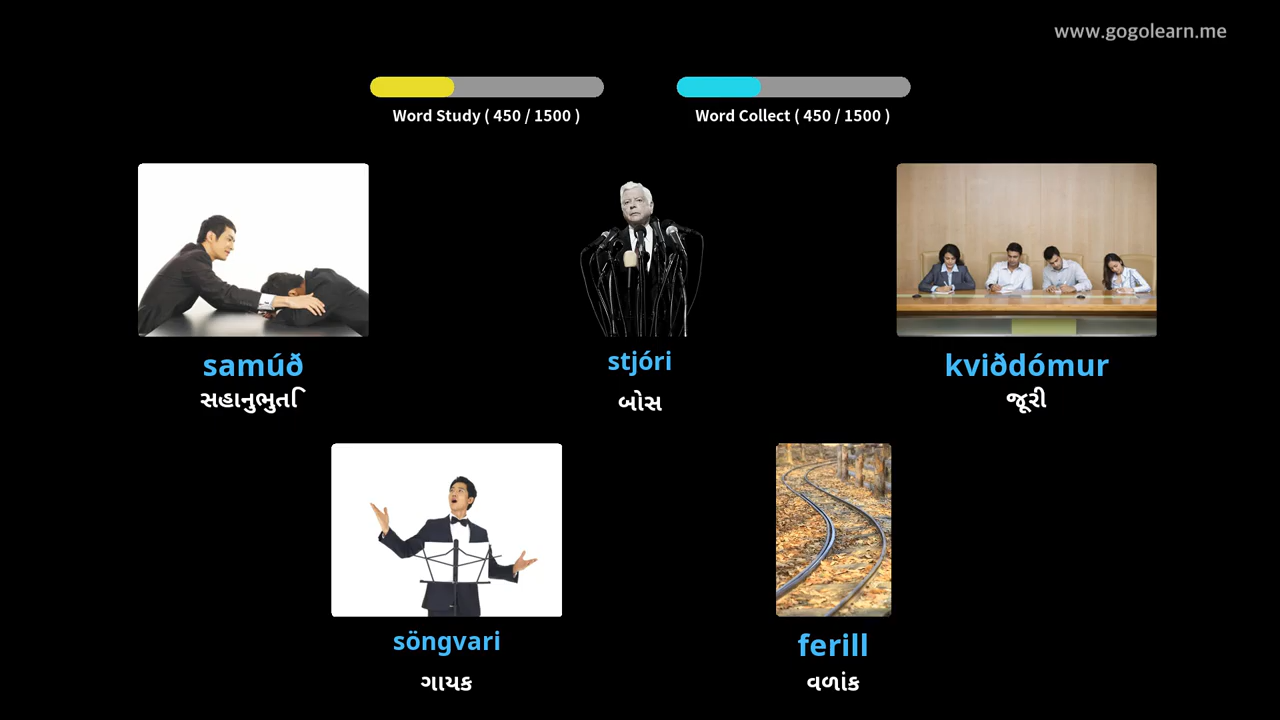 www.gogolearn.me
Word Study ( 450 / 1500 )
Word Collect ( 450 / 1500 )
samúð
સહાનુભુતિ
stjóri
બોસ
kviðdómur
જૂરી
söngvari
ગાયક
ferill
વળાંક